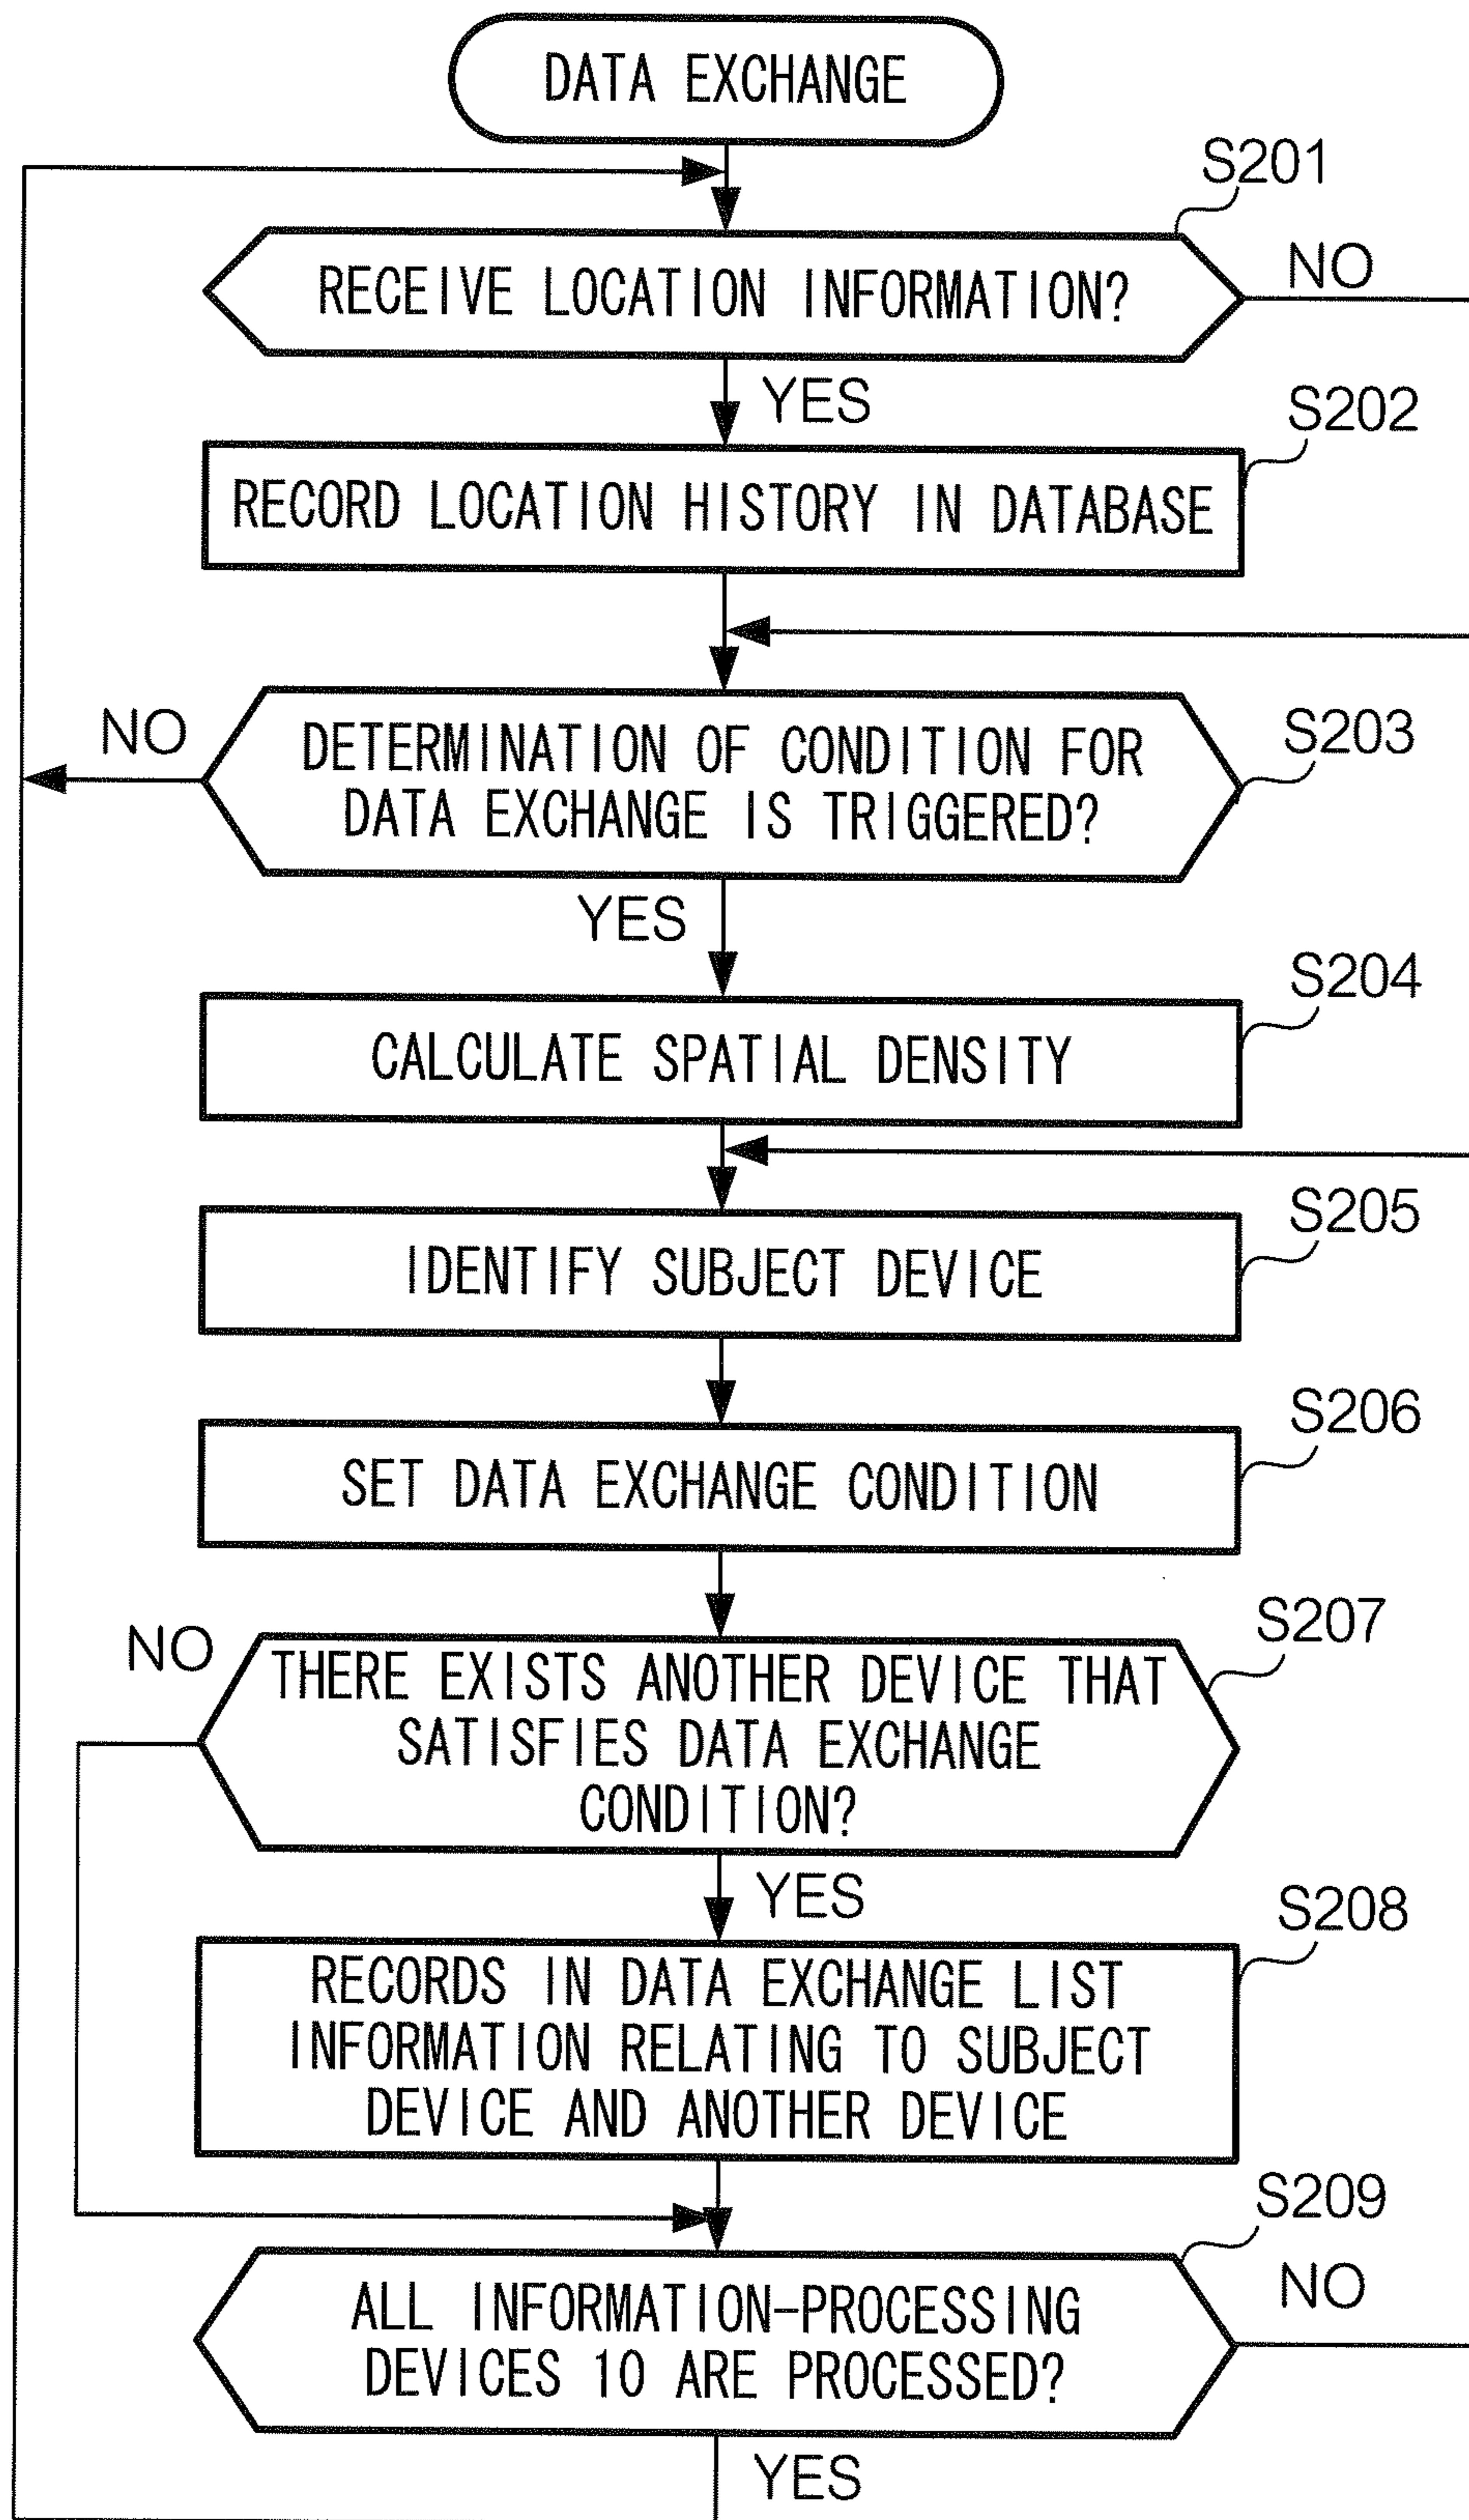 DATA EXCHANGE
S201
RECEIVE LOCATION INFORMATION?
NO
YES
S202
RECORD LOCATION HISTORY IN DATABASE
NO
DETERMINATION OF CONDITION FOR
DATA EXCHANGE IS TRIGGERED?
S203
YES
S204
CALCULATE SPATIAL DENSITY
S205
IDENTIFY SUBJECT DEVICE
S206
SET DATA EXCHANGE CONDITION
S207
NO
THERE EXISTS ANOTHER DEVICE THAT
SATISFIES DATA EXCHANGE
CONDITION?
YES
S208
RECORDS IN DATA EXCHANGE LIST
INFORMATION RELATING TO SUBJECT
DEVICE AND ANOTHER DEVICE
S209
NO
ALL INFORMATION-PROCESSING
DEVICES 10 ARE PROCESSED?
YES